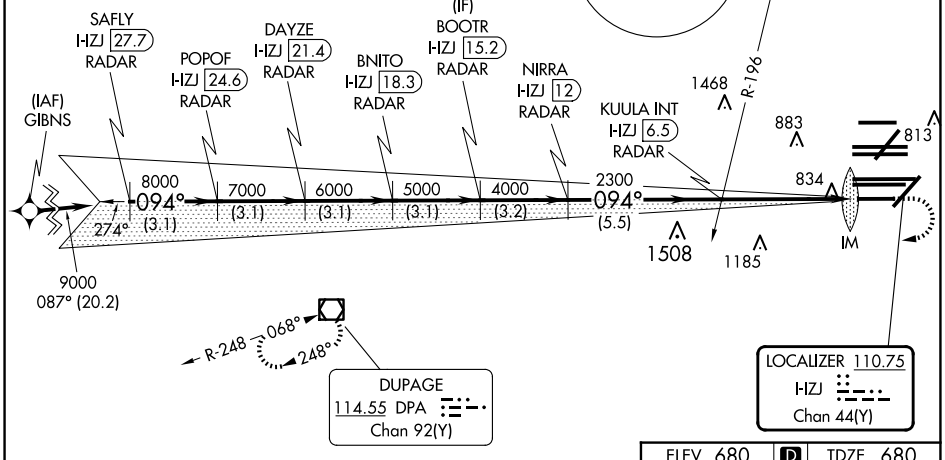 SAFLY
I-IZJ 27.7
RADAR
POPOF
I-IZJ 24.6
RADAR
DAYZE
I-IZJ 21.4
RADAR
BNITO
I-IZJ 18.3
RADAR
(IF)
BOOTR
I-IZJ 15.2
RADAR
NIRRA
I-IZJ 12
RADAR
KUULA INT
I-IZJ 6.5
RADAR
(IAF)
GIBNS
R-196
1468
883
813
834
8000
094°
(3.1)
274°
7000
(3.1)
6000
(3.1)
5000
(3.1)
4000
(3.2)
2300
094°
(5.5)
1508
1185
IM
9000
087° (20.2)
R-248
068°
248°
DUPAGE
114.55 DPA
Chan 92(Y)
LOCALIZER 110.75
I-IZJ
Chan 44(Y)
ELEV 680 D TDZE 680